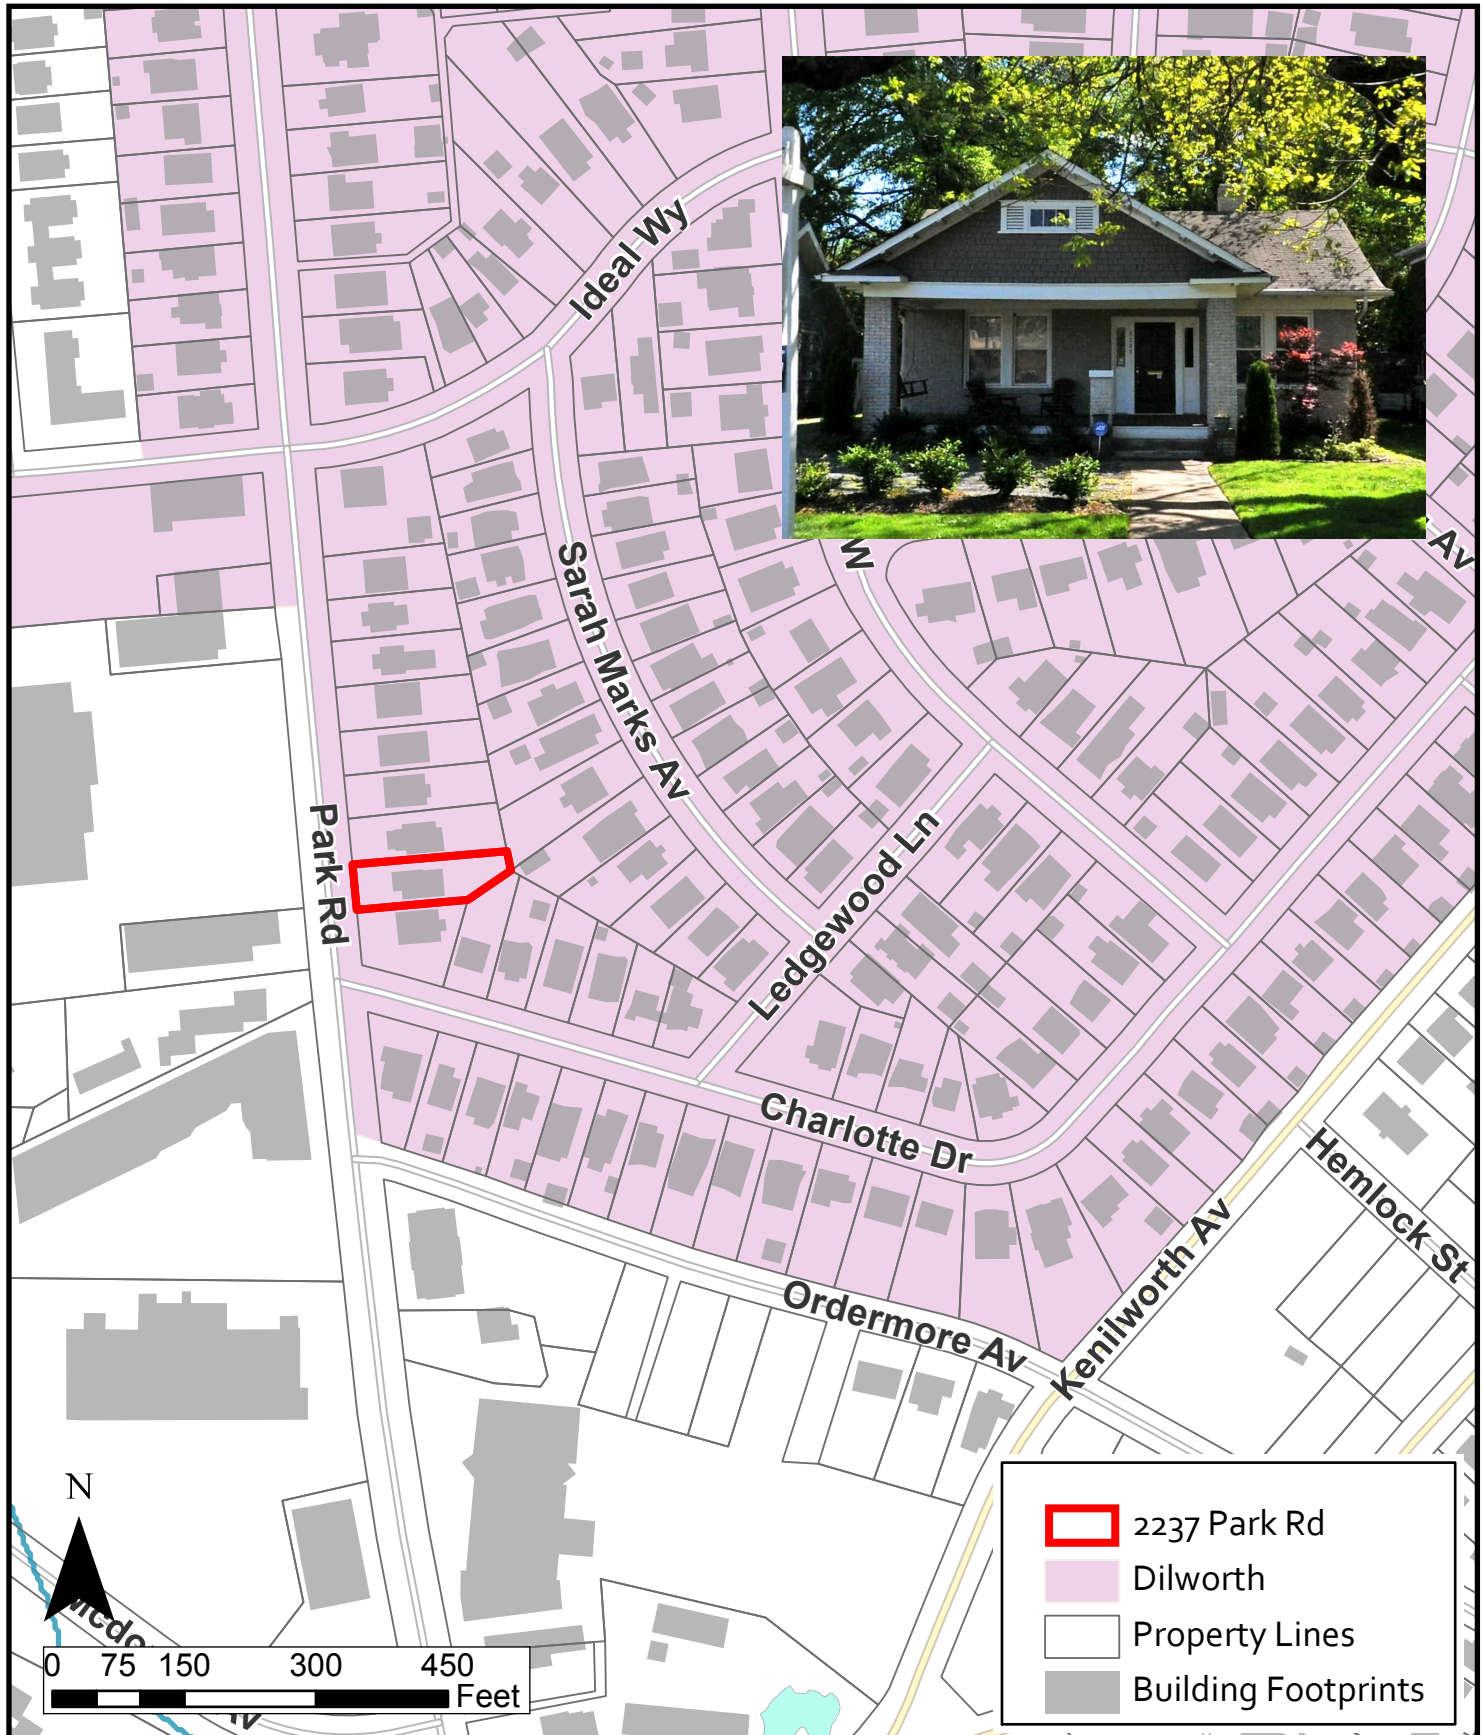 Ideal Wy
W
Av
Sarah Marks Av
Park Rd
Ledgewood Ln
Charlotte Dr
Hemlock St
Kenilworth Av
Ordermore Av
N
0 75 150 300 450
Feet
2237 Park Rd
Dilworth
Property Lines
Building Footprints